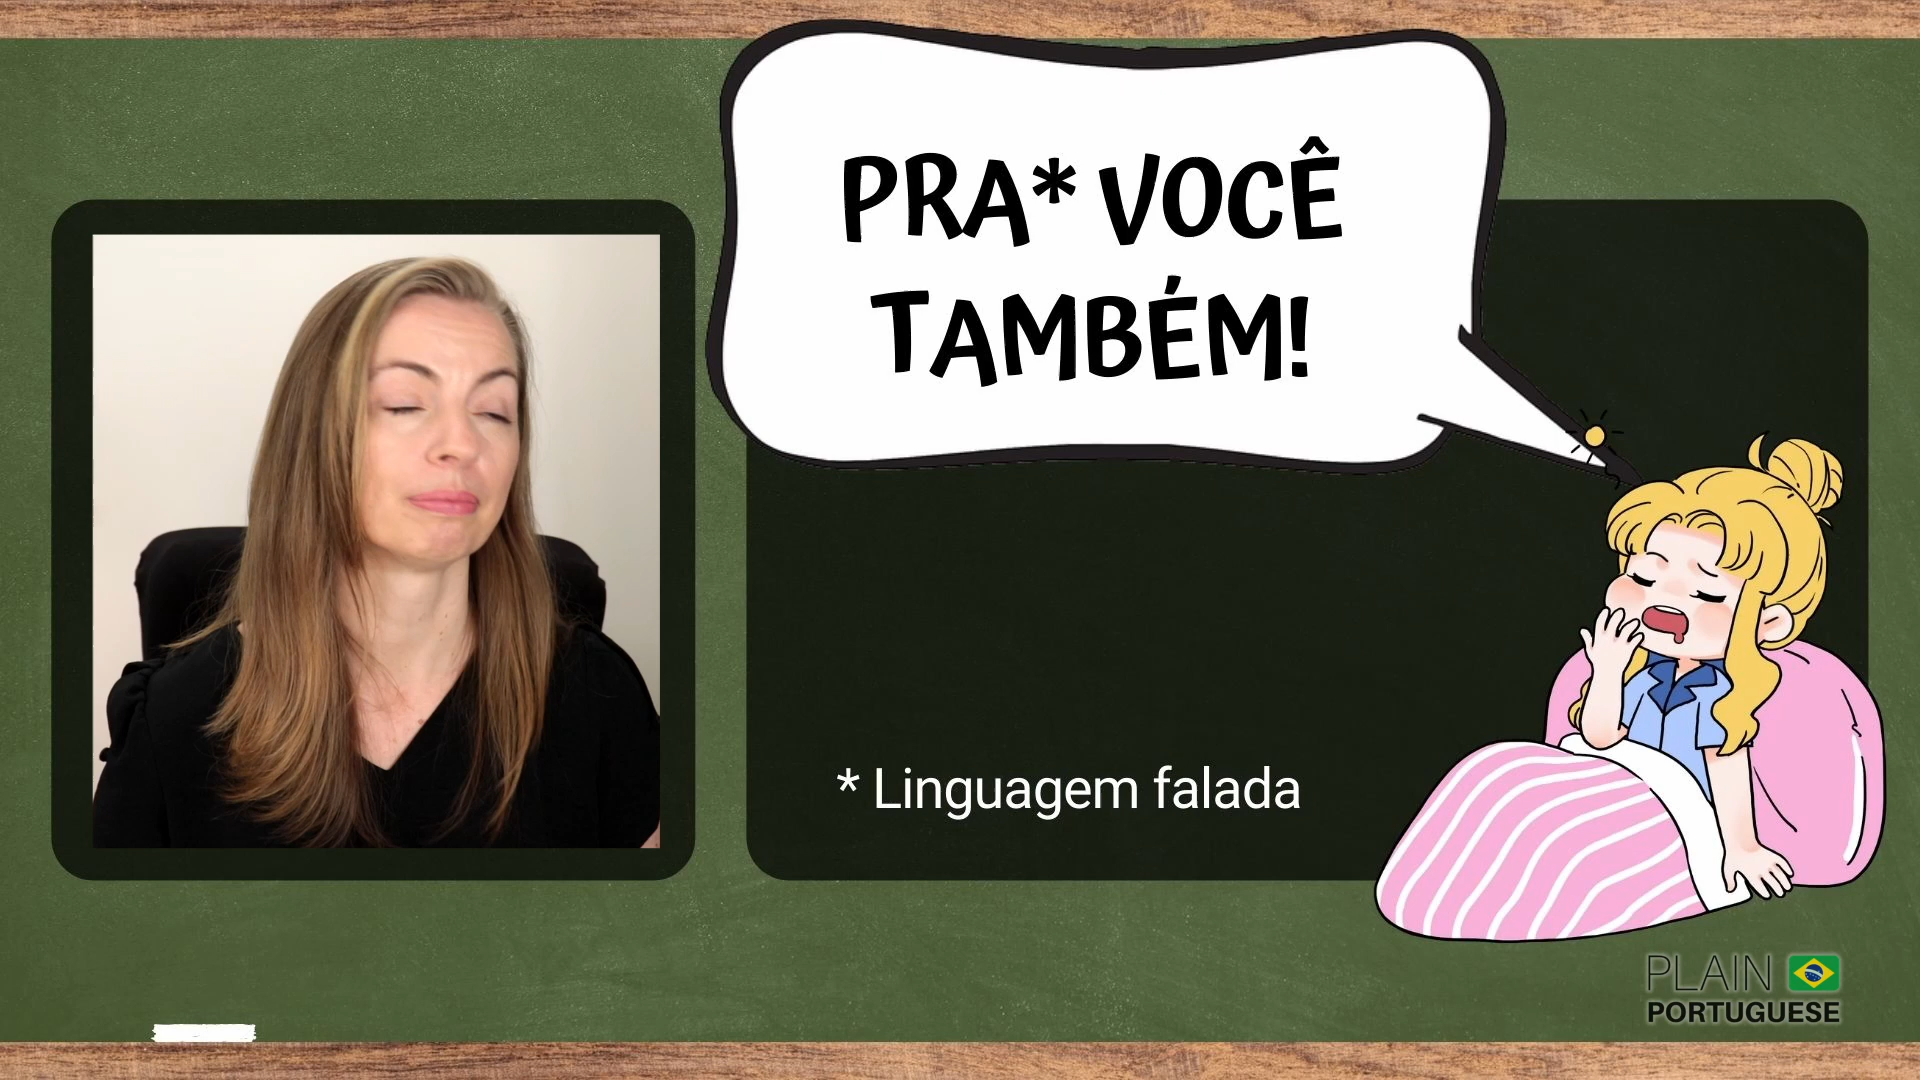 PRA* VOCÊ
TAMBÉM!
* Linguagem falada
PLAIN
PORTUGUESE